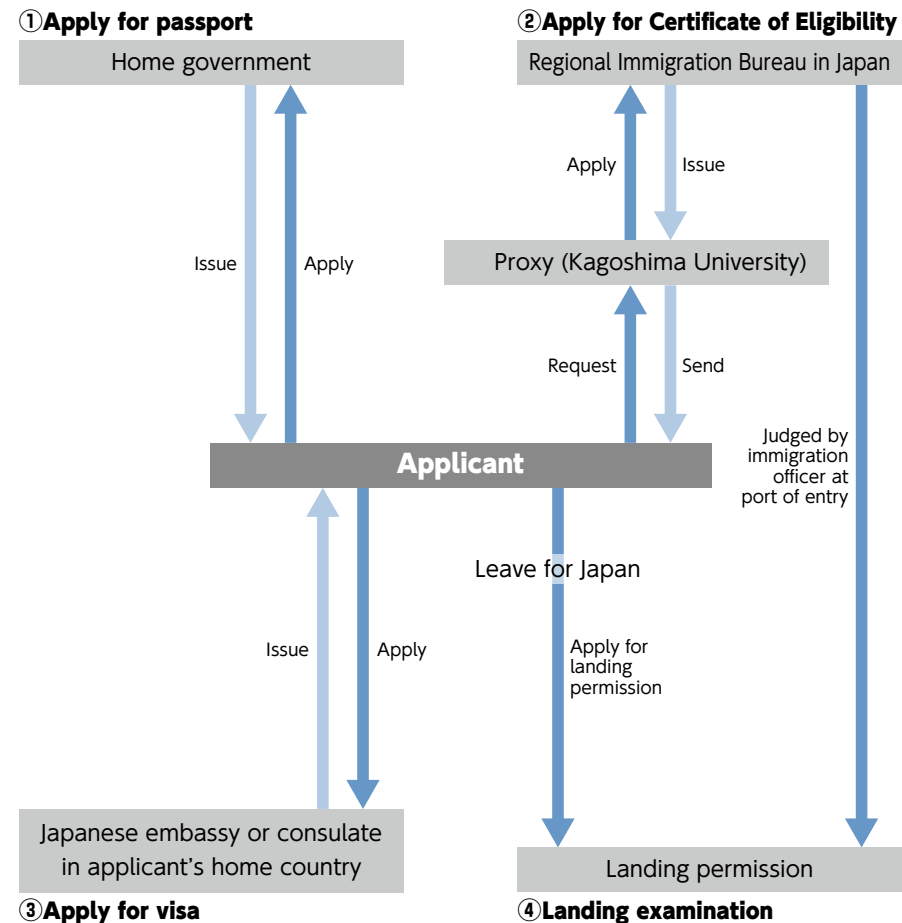 ①Apply for passport
Home government
Issue
Apply
②Apply for Certificate of Eligibility
Regional Immigration Bureau in Japan
Apply
Issue
Proxy (Kagoshima University)
Request
Send
Judged by
immigration
officer at
port of entry
Applicant
Leave for Japan
Issue
Apply
Apply for
landing
permission
Japanese embassy or consulate
in applicant’s home country
③Apply for visa
Landing permission
④Landing examination